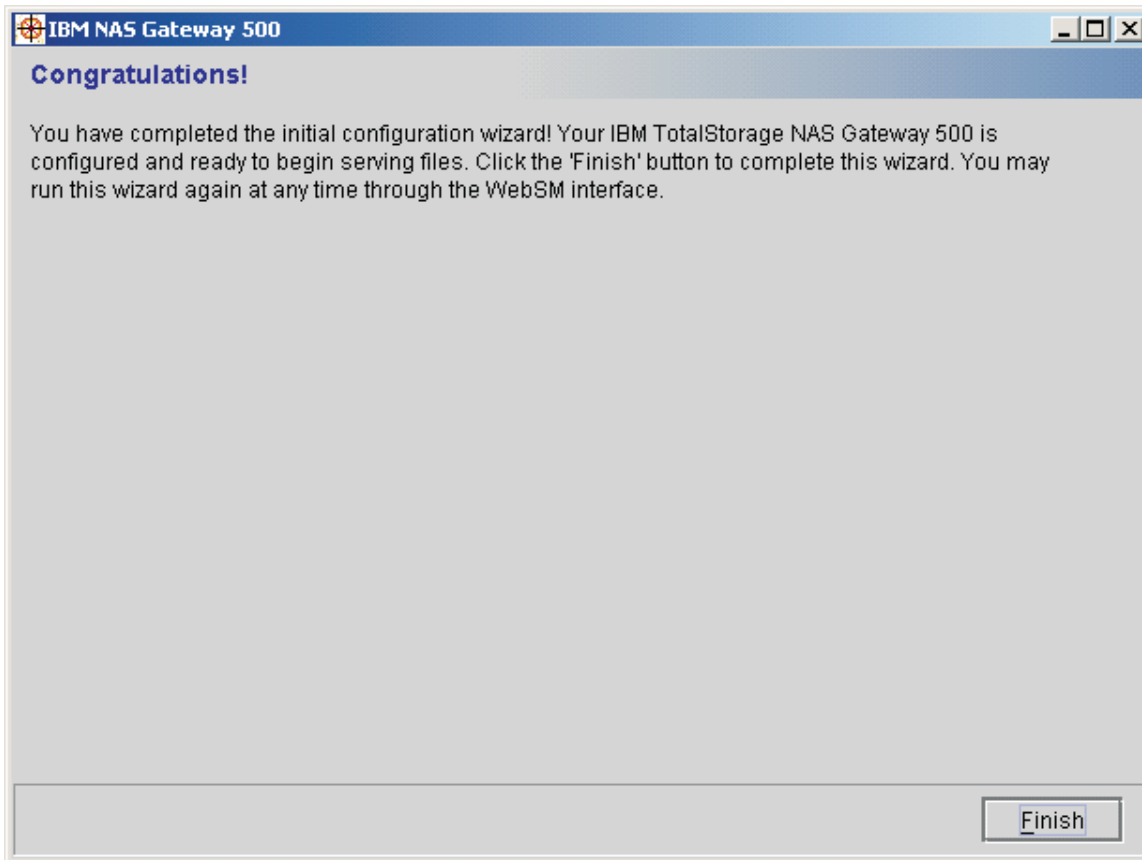 IBM NAS Gateway 500
Congratulations!
You have completed the initial configuration wizard! Your IBM TotalStorage NAS Gateway 500 is
configured and ready to begin serving files. Click the 'Finish' button to complete this wizard. You may
run this wizard again at any time through the WebSM interface.
Finish